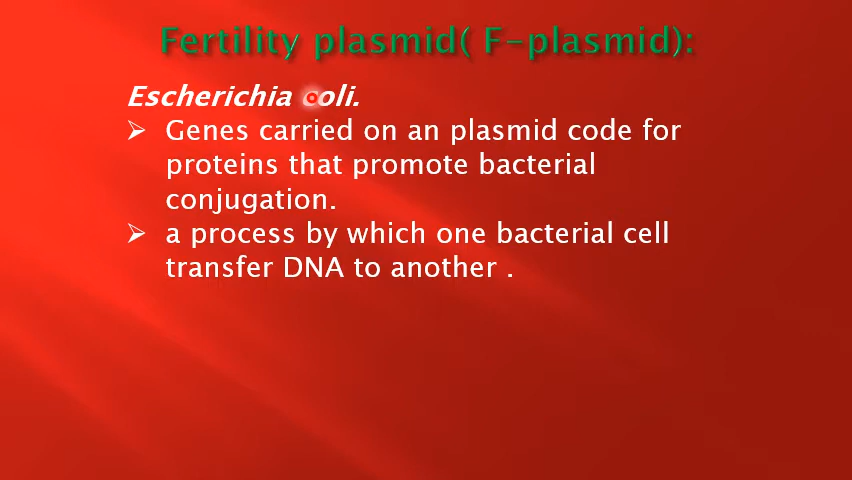 Fertility plasmid( F-plasmid):
Escherichia coli.
➢ Genes carried on an plasmid code for
proteins that promote bacterial
conjugation.
➢ a process by which one bacterial cell
transfer DNA to another .